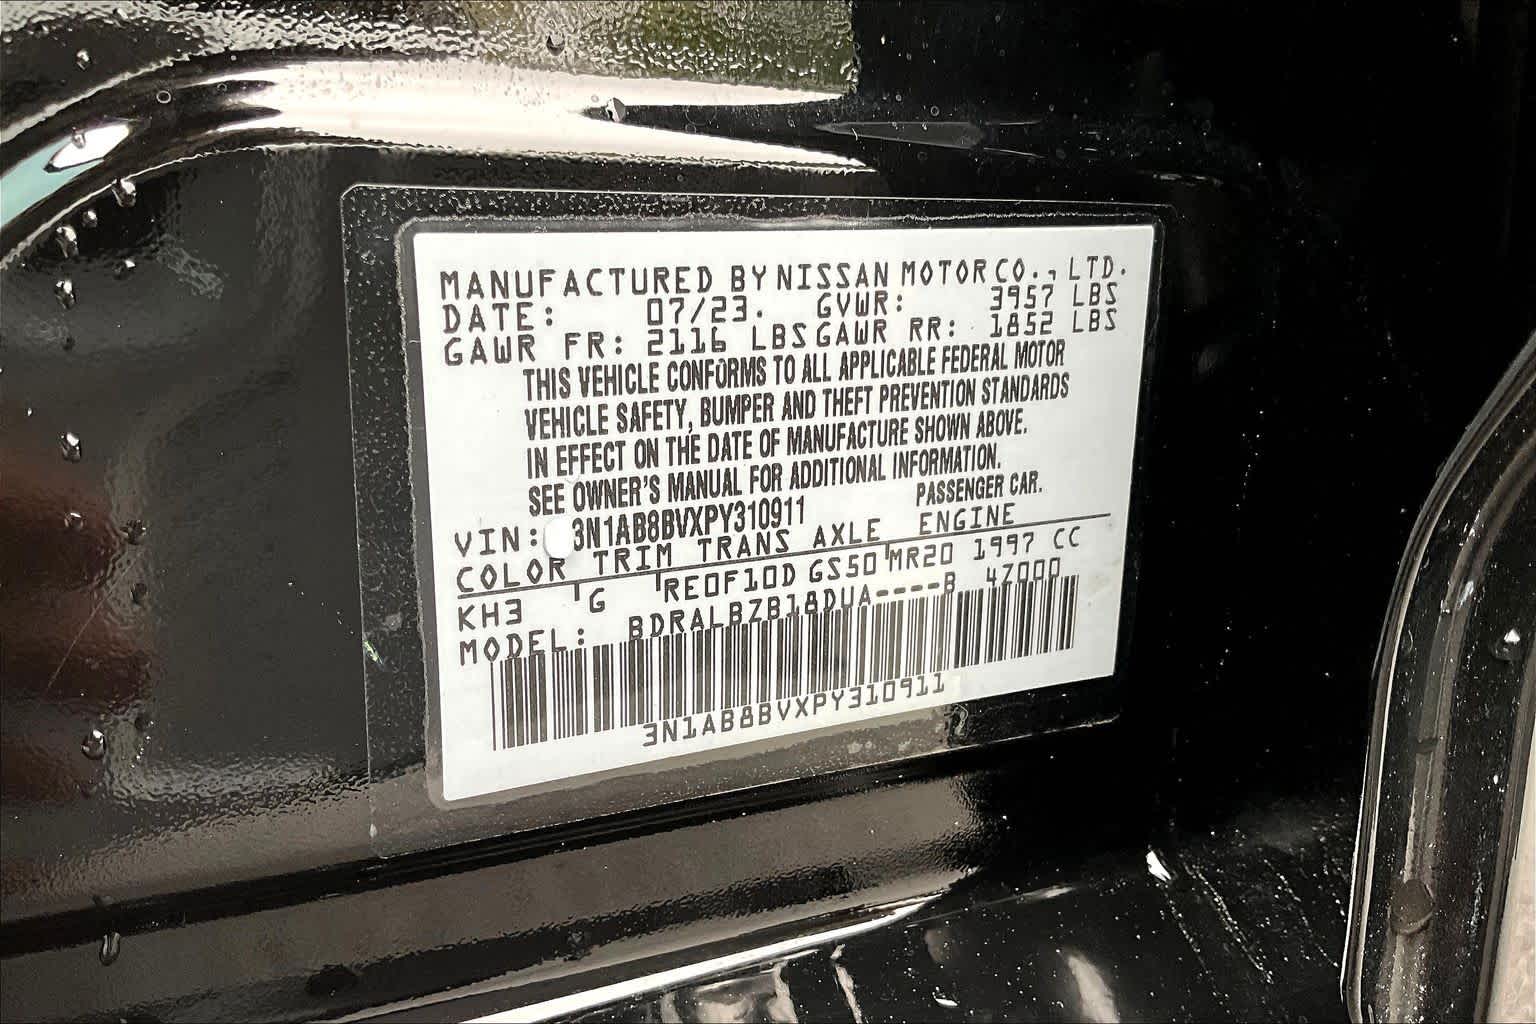 MANUFACTURED BY NISSAN MOTOR CO., LTD.
DATE: 07/23. GVWR: 3957 LBS
GAWR FR: 2116 LBS GAWR RR: 1852 LBS
THIS VEHICLE CONFORMS TO ALL APPLICABLE FEDERAL MOTOR
VEHICLE SAFETY, BUMPER AND THEFT PREVENTION STANDARDS
IN EFFECT ON THE DATE OF MANUFACTURE SHOWN ABOVE.
SEE OWNER'S MANUAL FOR ADDITIONAL INFORMATION.
VIN: 3N1AB8BVXPY310911 PASSENGER CAR.
COLOR TRIM TRANS AXLE ENGINE
KH3 G RE0F10D GS50 MR20 1997 CC
MODEL: BDRALBZB18DUA----B 4Z000
3N1AB8BVXPY310911